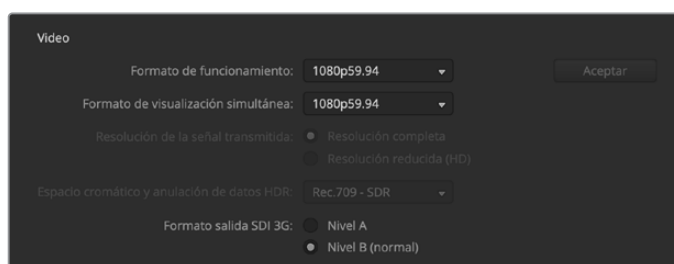 Video
Formato de funcionamiento: 1080p59.94 Aceptar
Formato de visualización simultánea: 1080p59.94
Resolución de la señal transmitida: Resolución completa
Resolución reducida (HD)
Espacio cromático y anulación de datos HDR: Rec.709 - SDR
Formato salida SDI 3G: Nivel A
Nivel B (normal)